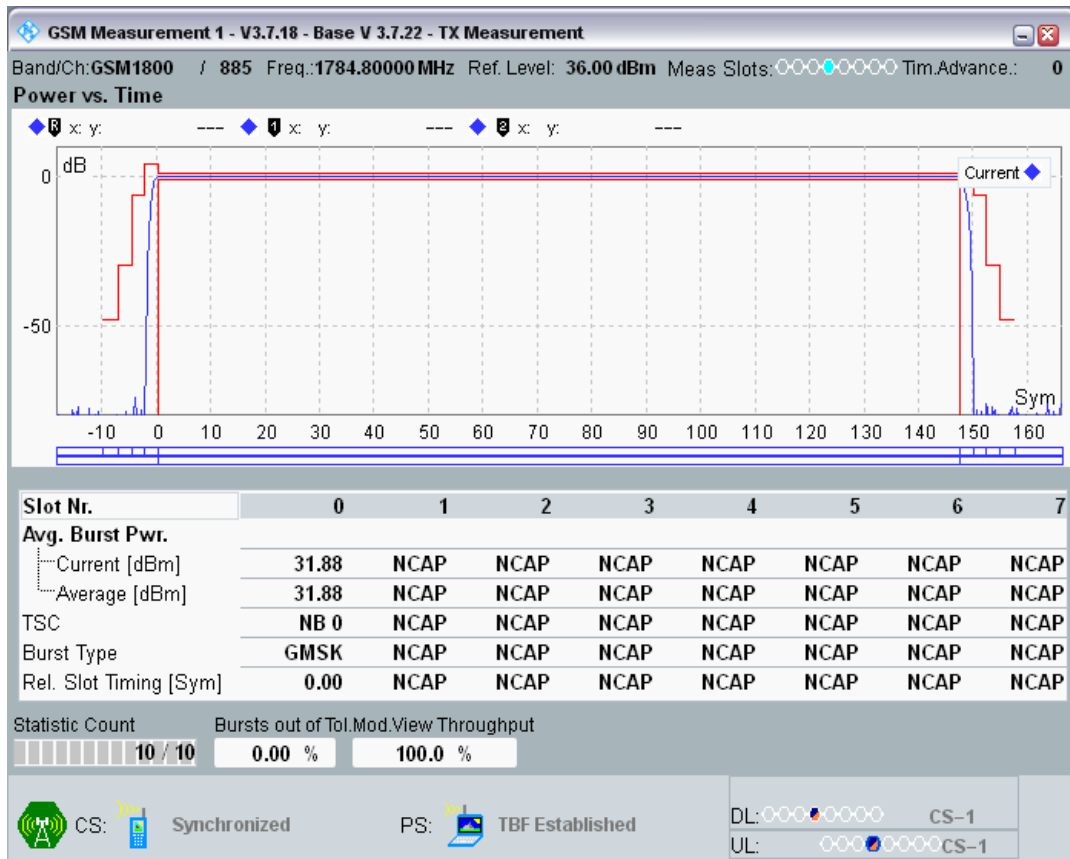 GSM Measurement 1 - V3.7.18 - Base V 3.7.22 - TX Measurement
Band/Ch:GSM1800 / 885 Freq.:1784.80000 MHz Ref. Level: 36.00 dBm Meas Slots: Tim.Advance.: 0
Power vs. Time
R x: y: --- 1 x: y: --- 2 x: y: ---
dB
Current
0
-50
Sym
-10 0 10 20 30 40 50 60 70 80 90 100 110 120 130 140 150 160
Slot Nr. 0 1 2 3 4 5 6 7
Avg. Burst Pwr.
Current [dBm] 31.88 NCAP NCAP NCAP NCAP NCAP NCAP NCAP
Average [dBm] 31.88 NCAP NCAP NCAP NCAP NCAP NCAP NCAP
TSC NB 0 NCAP NCAP NCAP NCAP NCAP NCAP NCAP
Burst Type GMSK NCAP NCAP NCAP NCAP NCAP NCAP NCAP
Rel. Slot Timing [Sym] 0.00 NCAP NCAP NCAP NCAP NCAP NCAP NCAP
Statistic Count Bursts out of Tol. Mod.View Throughput
10 / 10 0.00 % 100.0 %
CS: Synchronized PS: TBF Established
DL: CS-1
UL: CS-1